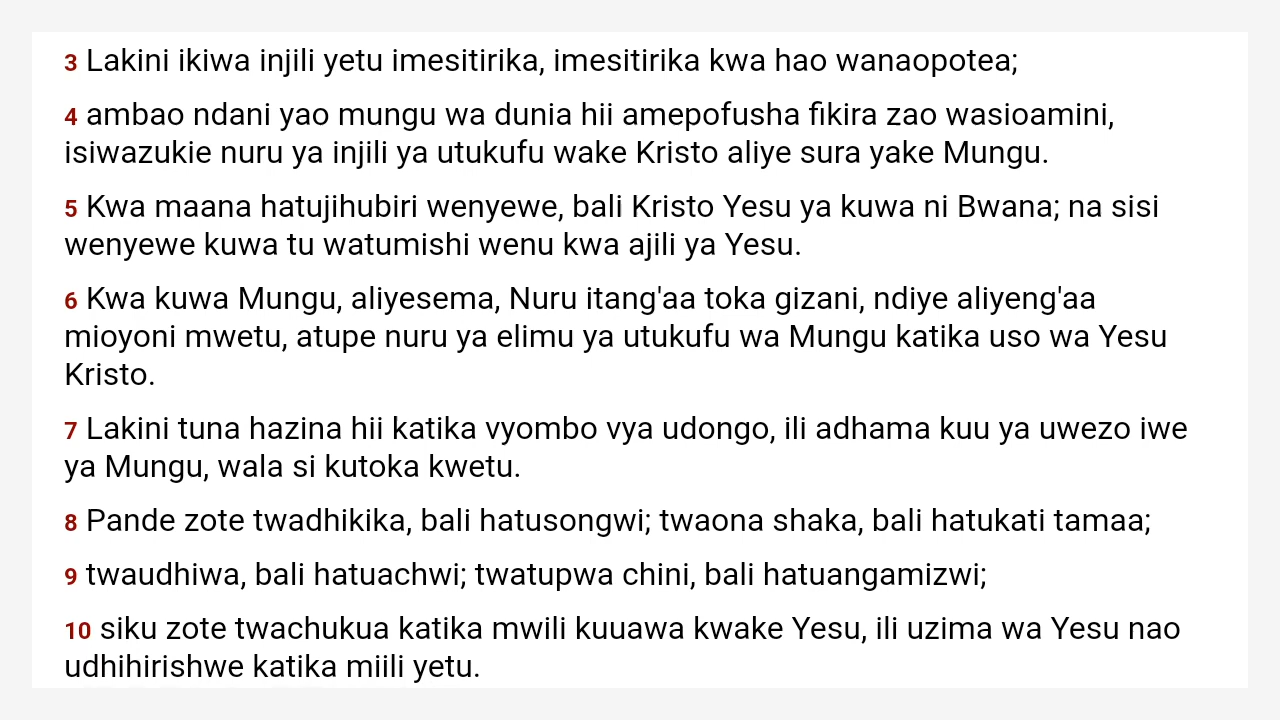 3 Lakini ikiwa injili yetu imesitirika, imesitirika kwa hao wanaopotea;
4 ambao ndani yao mungu wa dunia hii amepofusha fikira zao wasioamini,
isiwazukie nuru ya injili ya utukufu wake Kristo aliye sura yake Mungu.
5 Kwa maana hatujihubiri wenyewe, bali Kristo Yesu ya kuwa ni Bwana; na sisi
wenyewe kuwa tu watumishi wenu kwa ajili ya Yesu.
6 Kwa kuwa Mungu, aliyesema, Nuru itang'aa toka gizani, ndiye aliyeng'aa
mioyoni mwetu, atupe nuru ya elimu ya utukufu wa Mungu katika uso wa Yesu
Kristo.
7 Lakini tuna hazina hii katika vyombo vya udongo, ili adhama kuu ya uwezo iwe
ya Mungu, wala si kutoka kwetu.
8 Pande zote twadhikika, bali hatusongwi; twaona shaka, bali hatukati tamaa;
9 twaudhiwa, bali hatuachwi; twatupwa chini, bali hatuangamizwi;
10 siku zote twachukua katika mwili kuuawa kwake Yesu, ili uzima wa Yesu nao
udhihirishwe katika miili yetu.